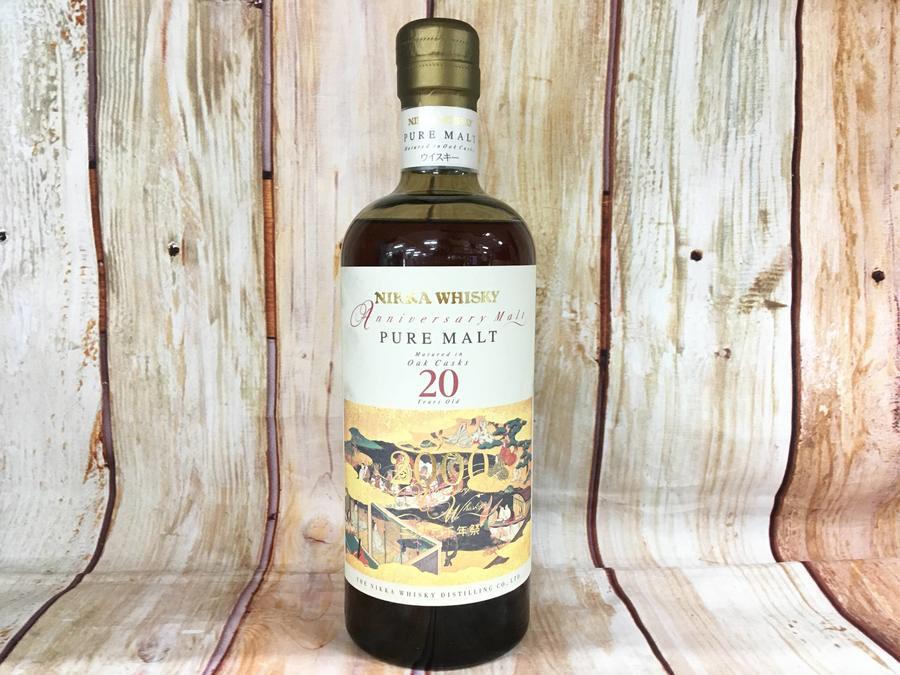 NIKKA WHISKY
PURE MALT
Matured in Oak Casks
ウイスキー
NIKKA WHISKY
Anniversary Malt
PURE MALT
Matured in
Oak Casks
20
Years Old
2000
Whisky
年祭
THE NIKKA WHISKY DISTILLING CO., LTD.